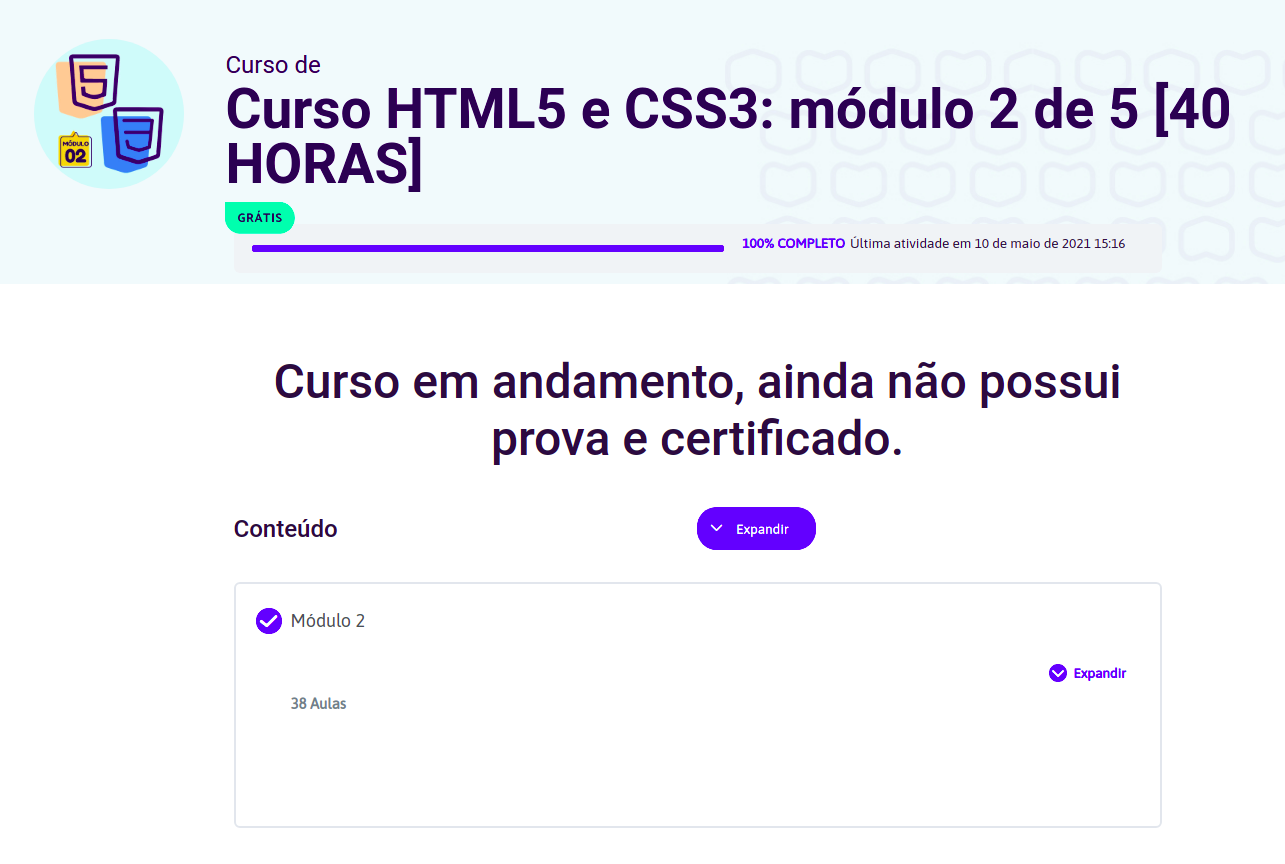 Curso de
Curso HTML5 e CSS3: módulo 2 de 5 [40
HORAS]
MÓDULO
02
GRÁTIS
100% COMPLETO Última atividade em 10 de maio de 2021 15:16
Curso em andamento, ainda não possui
prova e certificado.
Conteúdo
Expandir
Módulo 2
Expandir
38 Aulas